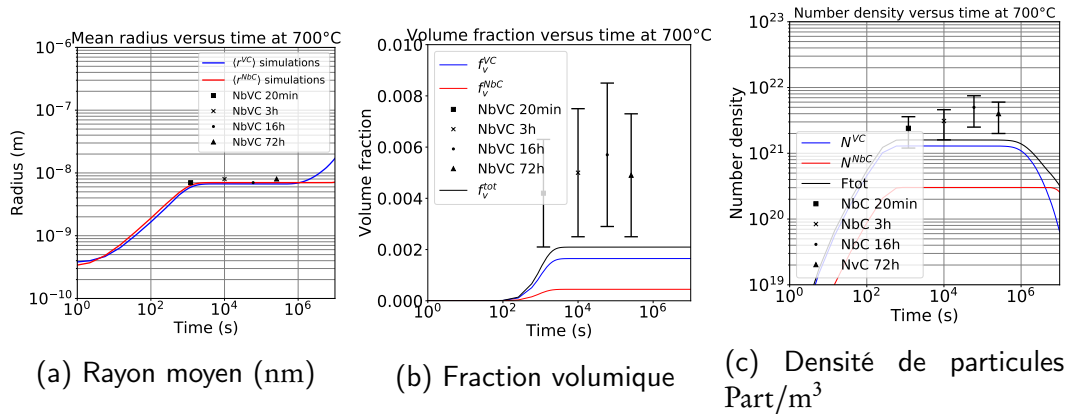 Mean radius versus time at 700°C
10⁻⁶
10⁻⁷
10⁻⁸
10⁻⁹
10⁻¹⁰
Radius (m)
⟨r^{VC}⟩ simulations
⟨r^{NbC}⟩ simulations
NbVC 20min
NbVC 3h
NbVC 16h
NbVC 72h
10⁰ 10² 10⁴ 10⁶
Time (s)
(a) Rayon moyen (nm)
Volume fraction versus time at 700°C
0.010
0.008
0.006
0.004
0.002
0.000
Volume fraction
f_v^{VC}
f_v^{NbC}
NbVC 20min
NbVC 3h
NbVC 16h
NbVC 72h
f_v^{tot}
10⁰ 10² 10⁴ 10⁶
Time (s)
(b) Fraction volumique
Number density versus time at 700°C
10²³
10²²
10²¹
10²⁰
10¹⁹
Number density
N^{VC}
N^{NbC}
Ftot
NbC 20min
NbC 3h
NbC 16h
NvC 72h
10⁰ 10² 10⁴ 10⁶
Time (s)
(c) Densité de particules
Part/m³